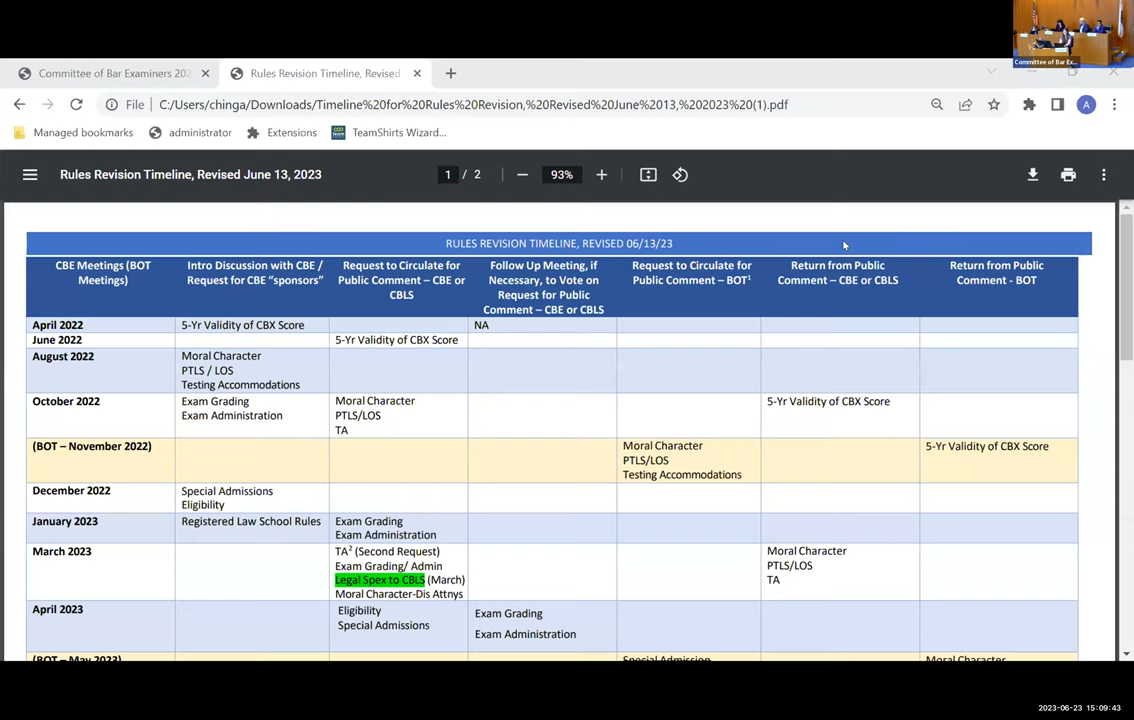 Committee of Bar Ex...
Committee of Bar Examiners 202
Rules Revision Timeline, Revised
File
C:/Users/chinga/Downloads/Timeline%20for%20Rules%20Revision,%20Revised%20June%2013,%202023%20(1).pdf
A
Managed bookmarks
administrator
Extensions
TeamShirts Wizard...
Rules Revision Timeline, Revised June 13, 2023
1 / 2
93%
RULES REVISION TIMELINE, REVISED 06/13/23
CBE Meetings (BOT
Meetings)
Intro Discussion with CBE /
Request for CBE “sponsors”
Request to Circulate for
Public Comment – CBE or
CBLS
Follow Up Meeting, if
Necessary, to Vote on
Request for Public
Comment – CBE or CBLS
Request to Circulate for
Public Comment – BOT1
Return from Public
Comment – CBE or CBLS
Return from Public
Comment - BOT
April 2022
5-Yr Validity of CBX Score
NA
June 2022
5-Yr Validity of CBX Score
August 2022
Moral Character
PTLS / LOS
Testing Accommodations
October 2022
Exam Grading
Exam Administration
Moral Character
PTLS/LOS
TA
5-Yr Validity of CBX Score
(BOT – November 2022)
Moral Character
PTLS/LOS
Testing Accommodations
5-Yr Validity of CBX Score
December 2022
Special Admissions
Eligibility
January 2023
Registered Law School Rules
Exam Grading
Exam Administration
March 2023
TA2 (Second Request)
Exam Grading/ Admin
Legal Spex to CBLS (March)
Moral Character-Dis Attnys
Moral Character
PTLS/LOS
TA
April 2023
Eligibility
Special Admissions
Exam Grading
Exam Administration
(BOT – May 2023)
Special Admission
Moral Character
2023-06-23 15:09:43